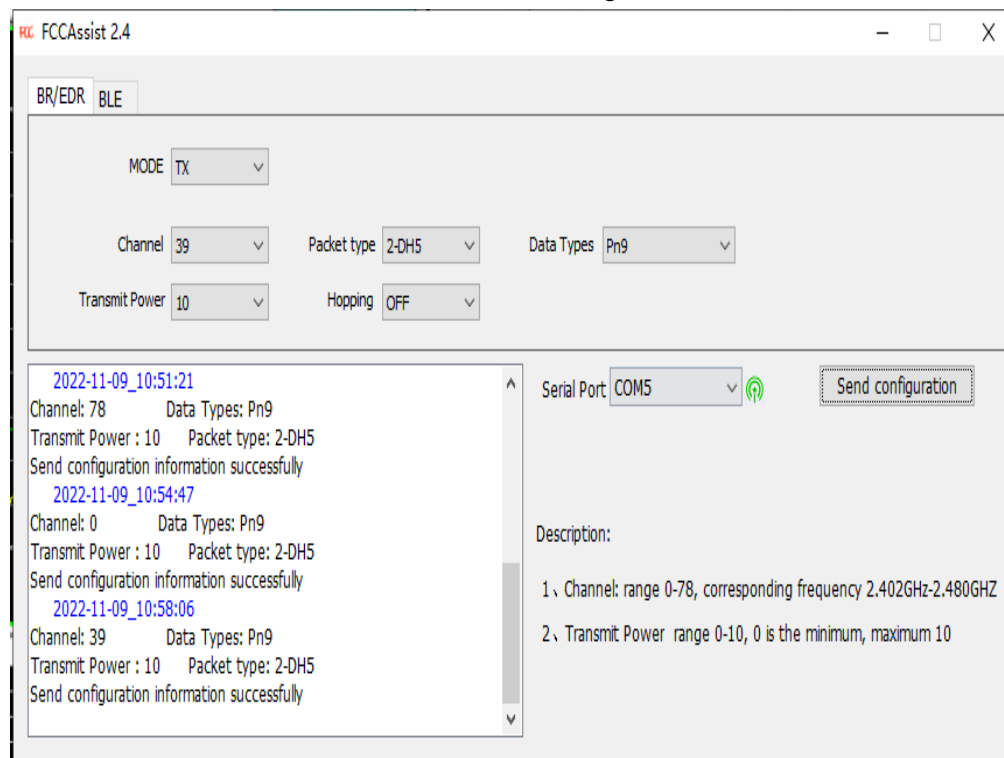 FCC FCCAssist 2.4
BR/EDR BLE
MODE TX
Channel 39 Packet type 2-DH5 Data Types Pn9
Transmit Power 10 Hopping OFF
2022-11-09_10:51:21
Channel: 78 Data Types: Pn9
Transmit Power : 10 Packet type: 2-DH5
Send configuration information successfully
2022-11-09_10:54:47
Channel: 0 Data Types: Pn9
Transmit Power : 10 Packet type: 2-DH5
Send configuration information successfully
2022-11-09_10:58:06
Channel: 39 Data Types: Pn9
Transmit Power : 10 Packet type: 2-DH5
Send configuration information successfully
Serial Port COM5 Send configuration
Description:
1、Channel: range 0-78, corresponding frequency 2.402GHz-2.480GHZ
2、Transmit Power range 0-10, 0 is the minimum, maximum 10